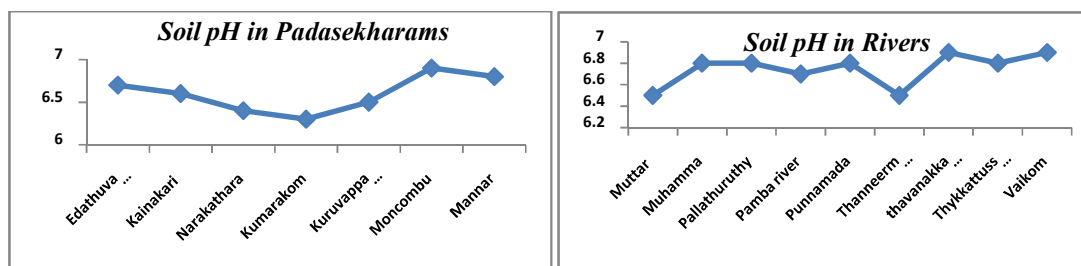 Soil pH in Padasekharams
7
6.5
6
Edathuva ...
Kainakari
Narakathara
Kumarakom
Kuruvappa ...
Moncombu
Mannar
Soil pH in Rivers
7
6.8
6.6
6.4
6.2
Muttar
Muhamma
Pallathuruthy
Pamba river
Punnamada
Thanneerm ...
thavanakka ...
Thykkattuss ...
Vaikom